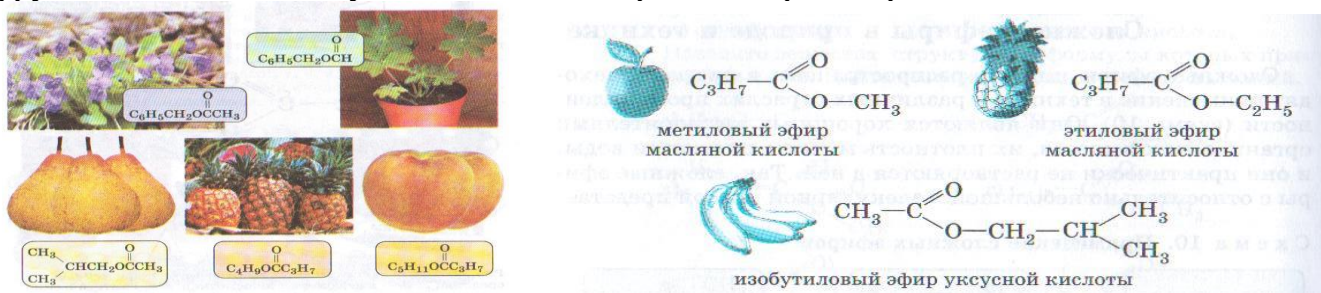 O
C₆H₅CH₂OCH
O
C₆H₅CH₂OCCH₃
CH₃
CH₃
O
CHCH₂OCCH₃
O
C₄H₉OCC₃H₇
O
C₅H₁₁OCC₃H₇
C₃H₇—C
O
O—CH₃
метиловый эфир
масляной кислоты
C₃H₇—C
O
O—C₂H₅
этиловый эфир
масляной кислоты
CH₃—C
O
O—CH₂—CH
CH₃
CH₃
изобутиловый эфир уксусной кислоты